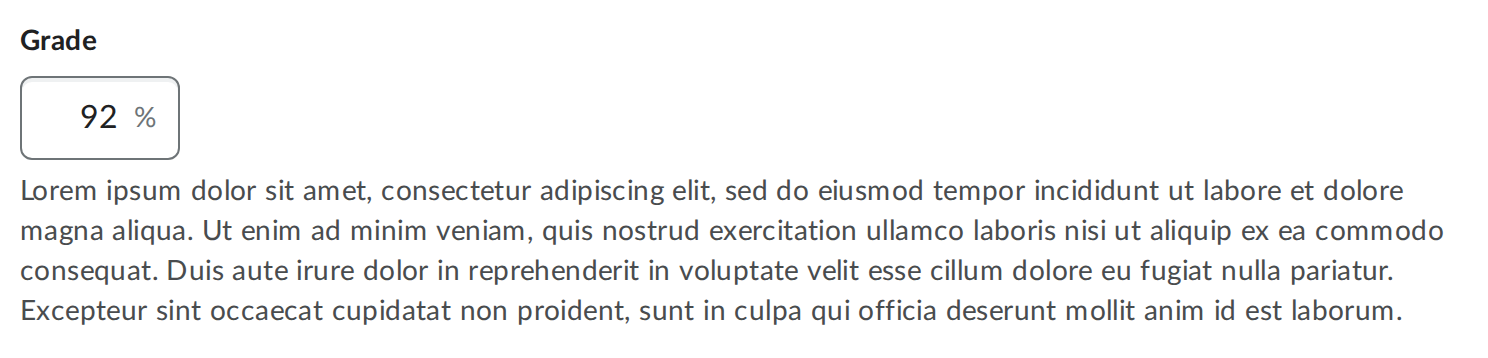 Grade
92 %
Lorem ipsum dolor sit amet, consectetur adipiscing elit, sed do eiusmod tempor incididunt ut labore et dolore
magna aliqua. Ut enim ad minim veniam, quis nostrud exercitation ullamco laboris nisi ut aliquip ex ea commodo
consequat. Duis aute irure dolor in reprehenderit in voluptate velit esse cillum dolore eu fugiat nulla pariatur.
Excepteur sint occaecat cupidatat non proident, sunt in culpa qui officia deserunt mollit anim id est laborum.